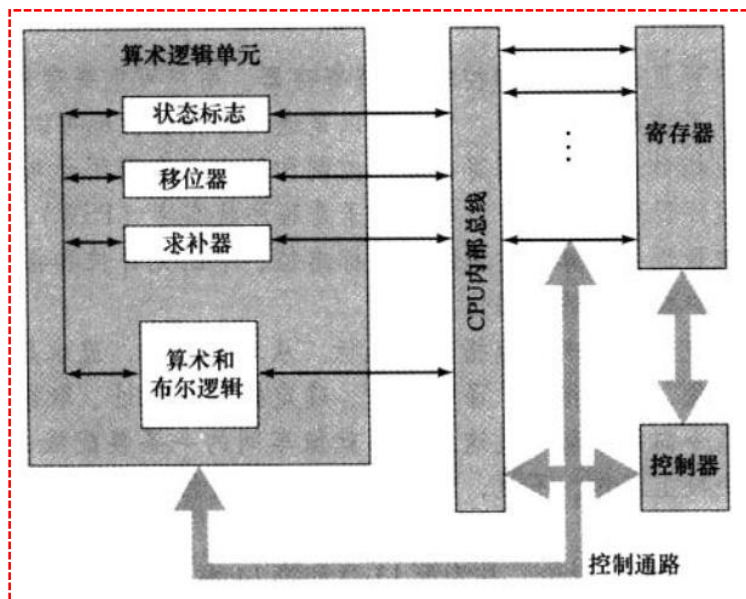 算术逻辑单元
状态标志
移位器
求补器
算术和
布尔逻辑
CPU内部总线
⋮
寄存器
控制器
控制通路